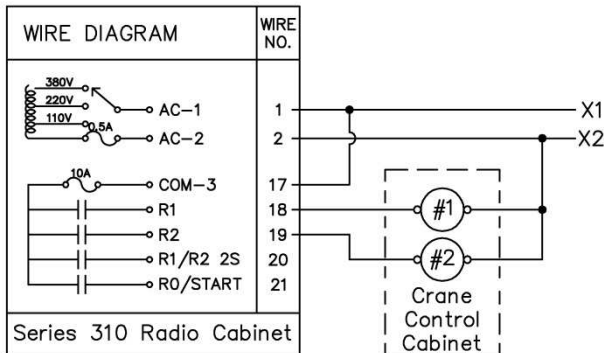 WIRE DIAGRAM
WIRE NO.
380V
220V
110V
0.5A
AC-1
1
X1
AC-2
2
X2
10A
COM-3
17
R1
18
#1
R2
19
R1/R2 2S
20
#2
R0/START
21
Crane
Control
Cabinet
Series 310 Radio Cabinet